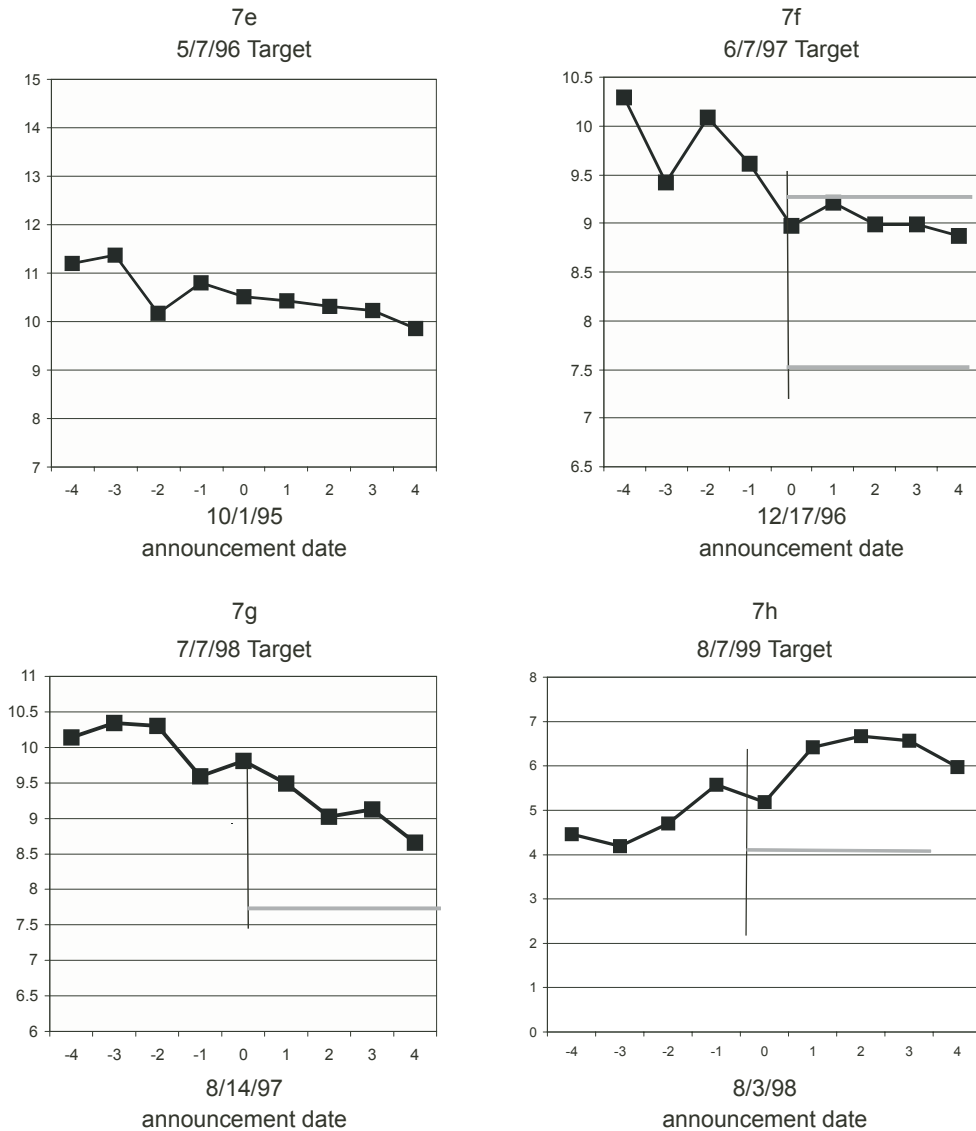 7e
5/7/96 Target
15
14
13
12
11
10
9
8
7
-4 -3 -2 -1 0 1 2 3 4
10/1/95
announcement date
7f
6/7/97 Target
10.5
10
9.5
9
8.5
8
7.5
7
6.5
-4 -3 -2 -1 0 1 2 3 4
12/17/96
announcement date
7g
7/7/98 Target
11
10.5
10
9.5
9
8.5
8
7.5
7
6.5
6
-4 -3 -2 -1 0 1 2 3 4
8/14/97
announcement date
7h
8/7/99 Target
8
7
6
5
4
3
2
1
0
-4 -3 -2 -1 0 1 2 3 4
8/3/98
announcement date